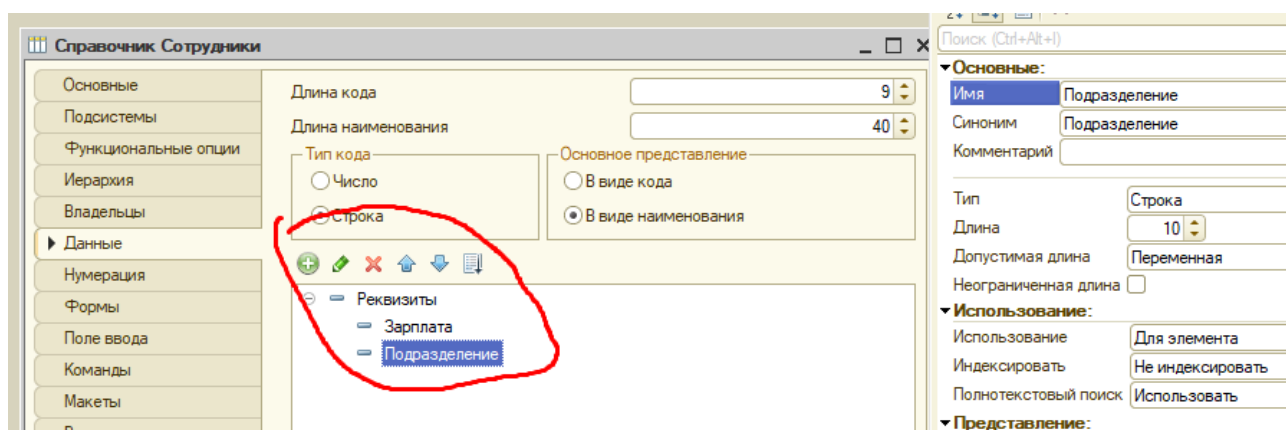 Справочник Сотрудники
Основные
Подсистемы
Функциональные опции
Иерархия
Владельцы
Данные
Нумерация
Формы
Поле ввода
Команды
Макеты
Длина кода 9
Длина наименования 40
Тип кода
Число
Строка
Основное представление
В виде кода
В виде наименования
Реквизиты
Зарплата
Подразделение
Поиск (Ctrl+Alt+I)
Основные:
Имя Подразделение
Синоним Подразделение
Комментарий
Тип Строка
Длина 10
Допустимая длина Переменная
Неограниченная длина
Использование:
Использование Для элемента
Индексировать Не индексировать
Полнотекстовый поиск Использовать
Представление: